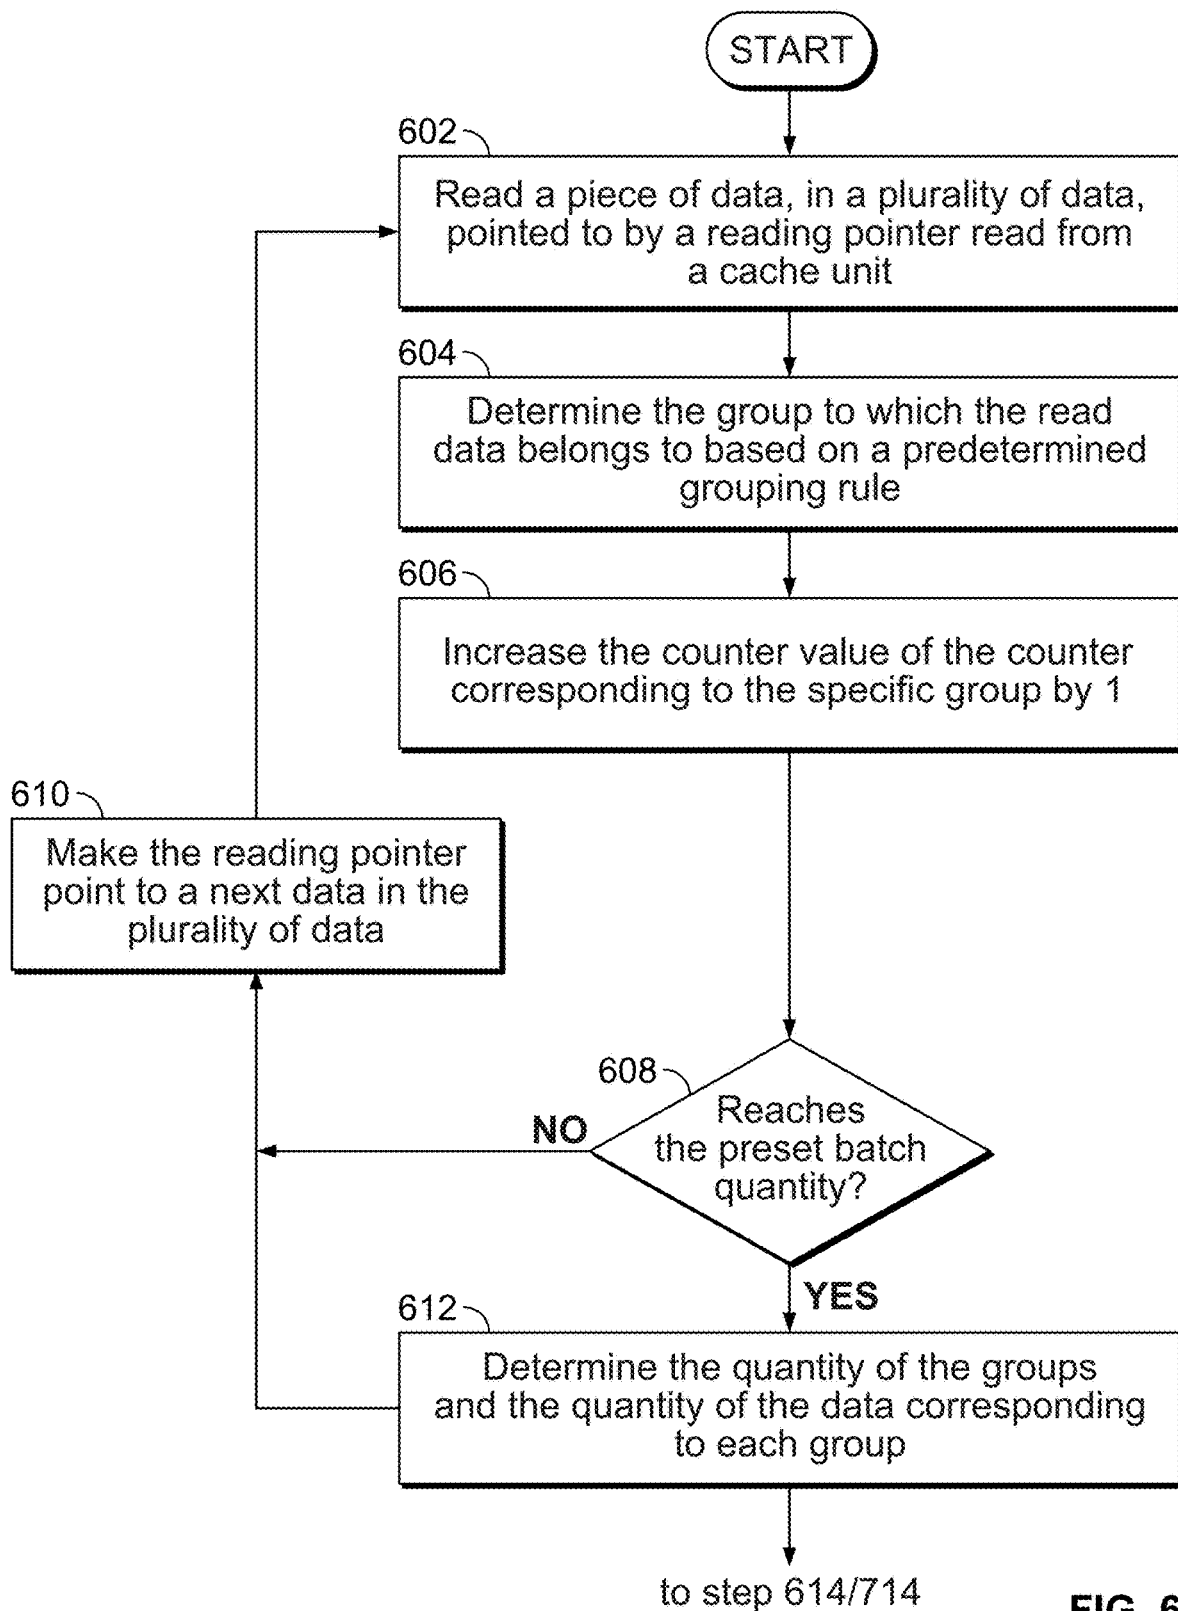 START
602
Read a piece of data, in a plurality of data,
pointed to by a reading pointer read from
a cache unit
604
Determine the group to which the read
data belongs to based on a predetermined
grouping rule
606
Increase the counter value of the counter
corresponding to the specific group by 1
610
Make the reading pointer
point to a next data in the
plurality of data
608
Reaches
the preset batch
quantity?
NO
YES
612
Determine the quantity of the groups
and the quantity of the data corresponding
to each group
to step 614/714
FIG. 6